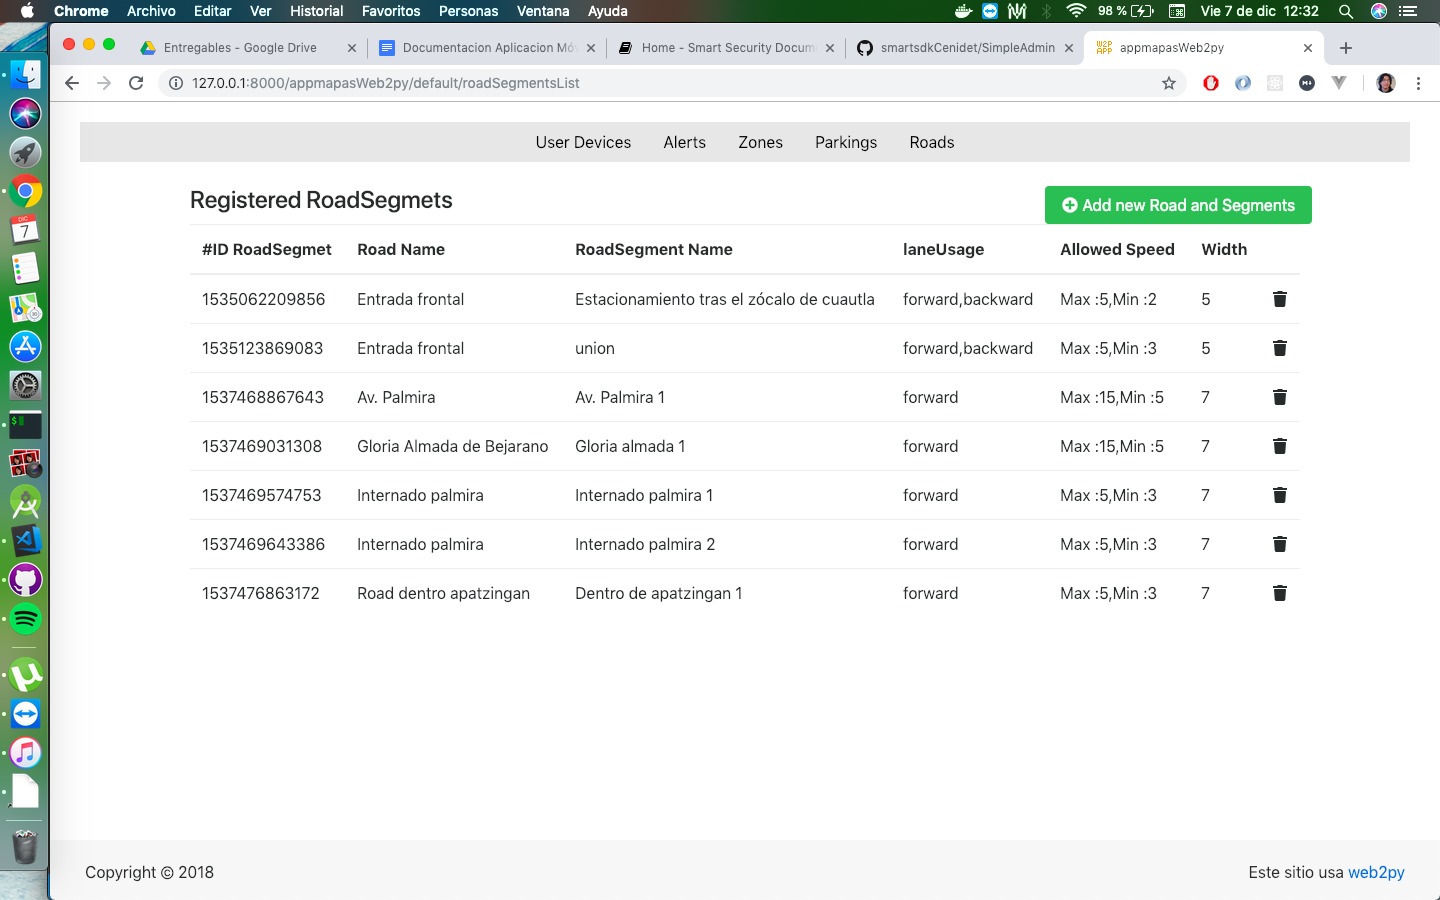 Chrome Archivo Editar Ver Historial Favoritos Personas Ventana Ayuda 98 % Vie 7 de dic 12:32
Entregables - Google Drive Documentacion Aplicacion Mó Home - Smart Security Docum smartsdkCenidet/SimpleAdmin appmapasWeb2py
127.0.0.1:8000/appmapasWeb2py/default/roadSegmentsList
User Devices Alerts Zones Parkings Roads
Registered RoadSegmets Add new Road and Segments
#ID RoadSegmet Road Name RoadSegment Name laneUsage Allowed Speed Width
1535062209856 Entrada frontal Estacionamiento tras el zócalo de cuautla forward,backward Max :5,Min :2 5
1535123869083 Entrada frontal union forward,backward Max :5,Min :3 5
1537468867643 Av. Palmira Av. Palmira 1 forward Max :15,Min :5 7
1537469031308 Gloria Almada de Bejarano Gloria almada 1 forward Max :15,Min :5 7
1537469574753 Internado palmira Internado palmira 1 forward Max :5,Min :3 7
1537469643386 Internado palmira Internado palmira 2 forward Max :5,Min :3 7
1537476863172 Road dentro apatzingan Dentro de apatzingan 1 forward Max :5,Min :3 7
Copyright © 2018 Este sitio usa web2py